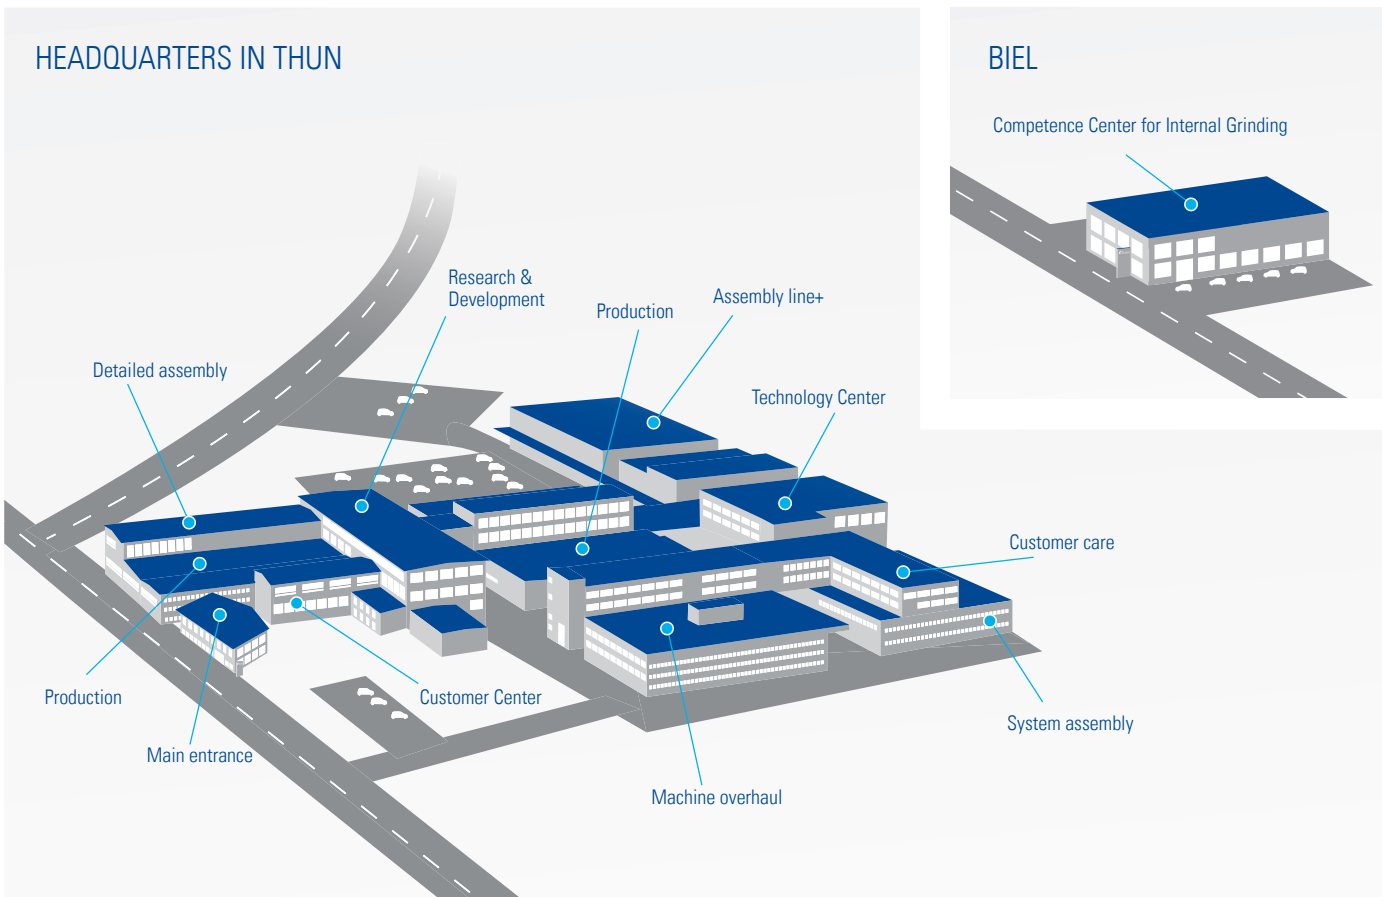 HEADQUARTERS IN THUN
BIEL
Competence Center for Internal Grinding
Research &
Development
Production
Assembly line+
Detailed assembly
Technology Center
Customer care
Production
Customer Center
Main entrance
System assembly
Machine overhaul